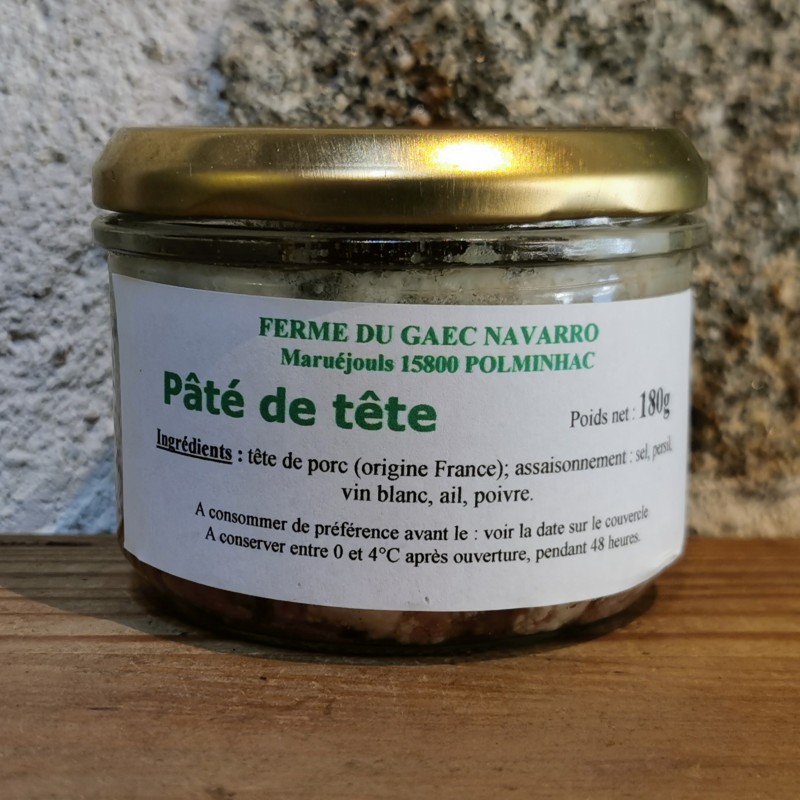 FERME DU GAEC NAVARRO
Maruéjouls 15800 POLMINHAC
Pâté de tête
Poids net : 180g
Ingrédients : tête de porc (origine France); assaisonnement : sel, persil,
vin blanc, ail, poivre.
A consommer de préférence avant le : voir la date sur le couvercle
A conserver entre 0 et 4°C après ouverture, pendant 48 heures.